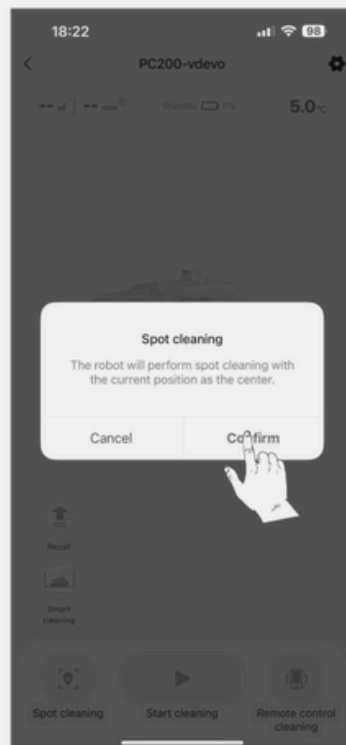 18:22
98
PC200-vdevo
-- | -- min
Standby 0%
5.0 °C
Spot cleaning
The robot will perform spot cleaning with
the current position as the center.
Cancel
Confirm
Recall
Smart
cleaning
Spot cleaning
Start cleaning
Remote control
cleaning